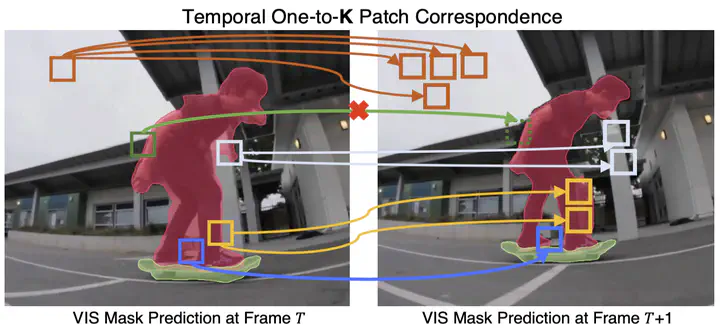 Temporal One-to-K Patch Correspondence
VIS Mask Prediction at Frame T
VIS Mask Prediction at Frame T+1